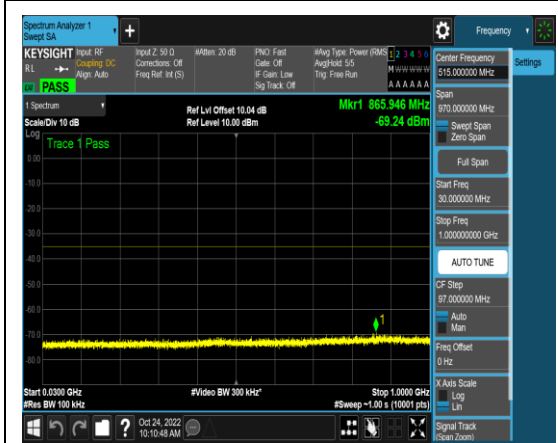 Spectrum Analyzer 1
Swept SA
+
Frequency
KEYSIGHT
RL
PASS
Input: RF
Coupling: DC
Align: Auto
Input Z: 50 Ω
Corrections: Off
Freq Ref: Int (S)
#Atten: 20 dB
PNO: Fast
Gate: Off
IF Gain: Low
Sig Track: Off
#Avg Type: Power (RMS
Avg|Hold: 5/5
Trig: Free Run
1 2 3 4 5 6
M W W W W W
A A A A A A
Center Frequency
515.000000 MHz
Settings
Span
970.000000 MHz
Swept Span
Zero Span
Full Span
Start Freq
30.000000 MHz
Stop Freq
1.000000000 GHz
AUTO TUNE
CF Step
97.000000 MHz
Auto
Man
Freq Offset
0 Hz
X Axis Scale
Log
Lin
Signal Track
(Span Zoom)
1 Spectrum
Scale/Div 10 dB
Ref Lvl Offset 10.04 dB
Ref Level 10.00 dBm
Mkr1 865.946 MHz
-69.24 dBm
Log
Trace 1 Pass
0.00
-10.0
-20.0
-30.0
-40.0
-50.0
-60.0
-70.0
-80.0
1
Start 0.0300 GHz
#Res BW 100 kHz
#Video BW 300 kHz*
Stop 1.0000 GHz
#Sweep ~1.00 s (10001 pts)
?
Oct 24, 2022
10:10:48 AM